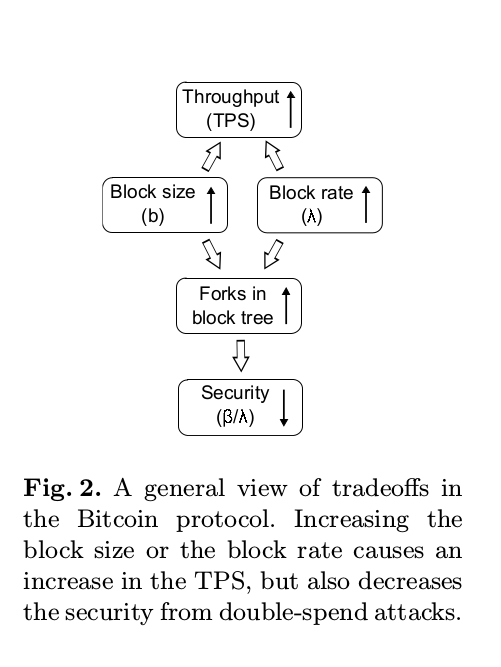 Throughput
(TPS)
Block size
(b)
Block rate
(λ)
Forks in
block tree
Security
(β/λ)
Fig. 2. A general view of tradeoffs in
the Bitcoin protocol. Increasing the
block size or the block rate causes an
increase in the TPS, but also decreases
the security from double-spend attacks.